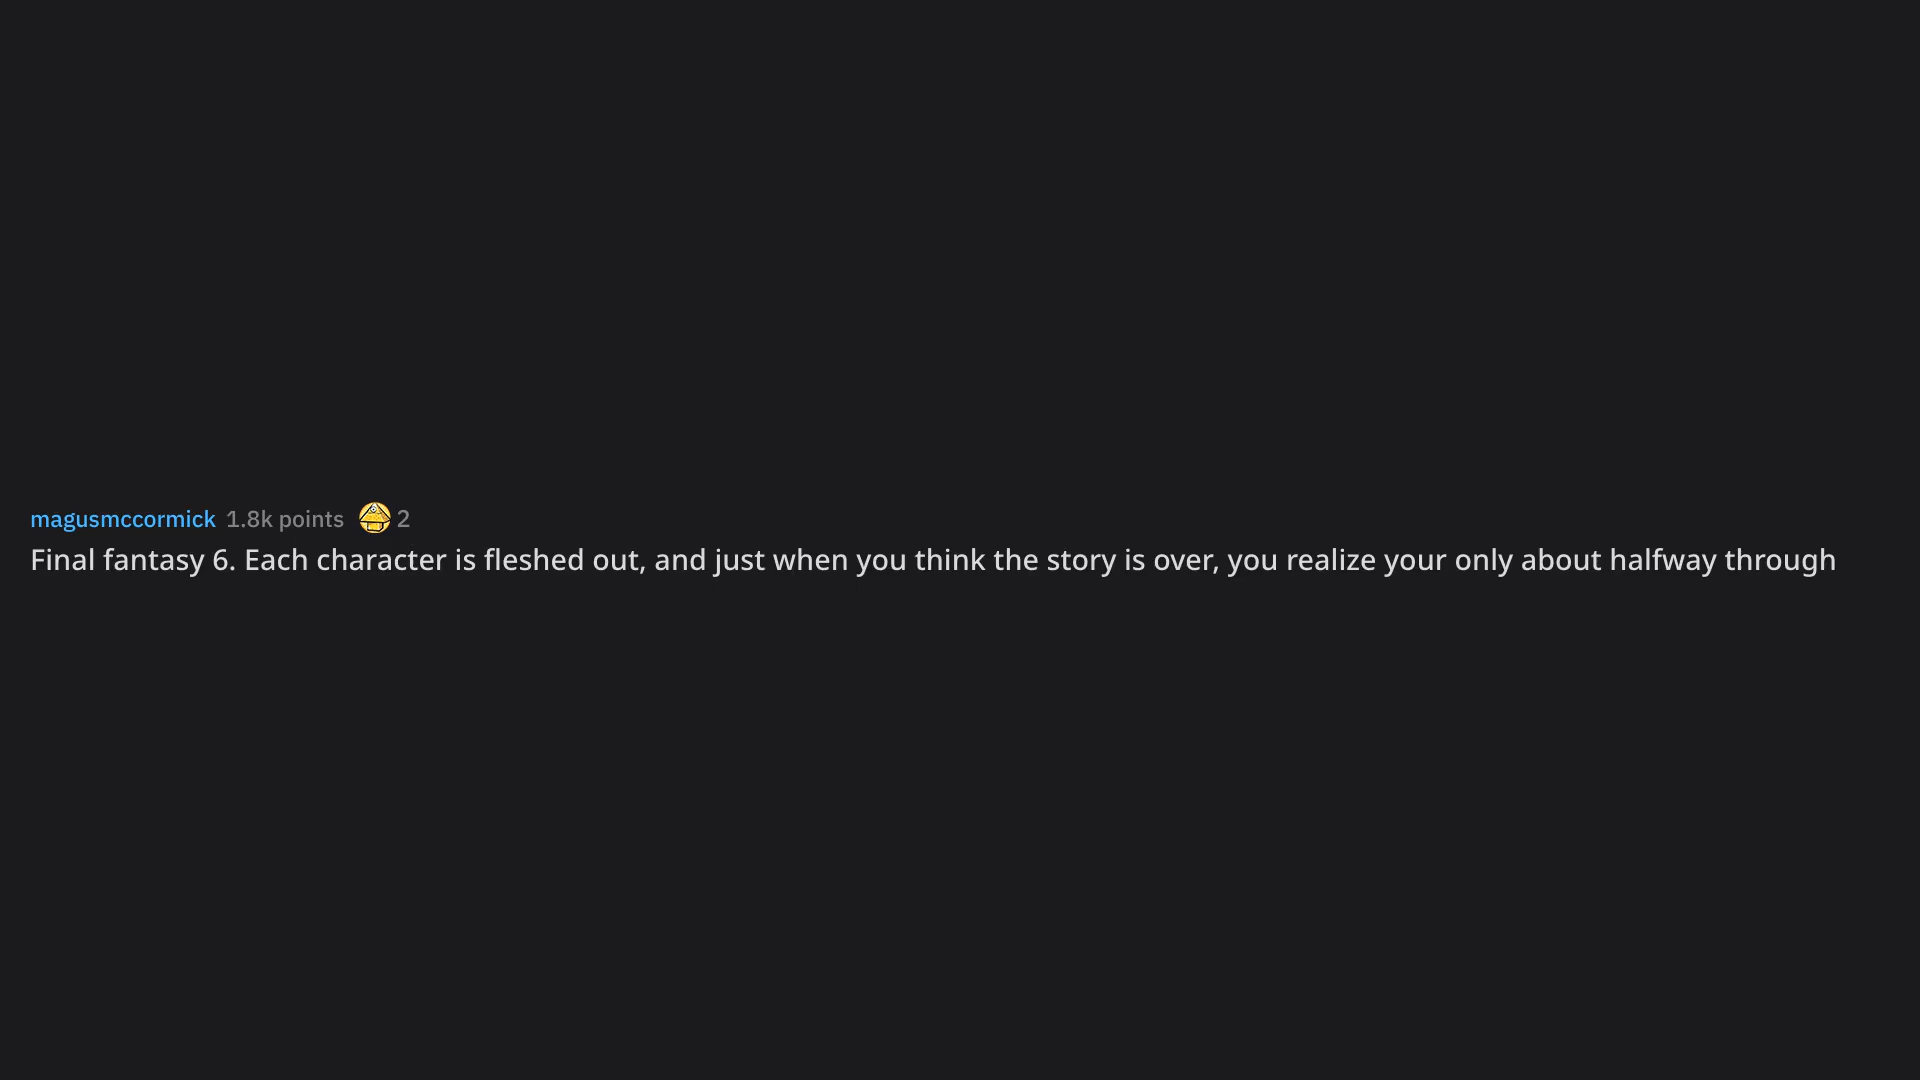 magusmccormick 1.8k points 2
Final fantasy 6. Each character is fleshed out, and just when you think the story is over, you realize your only about halfway through